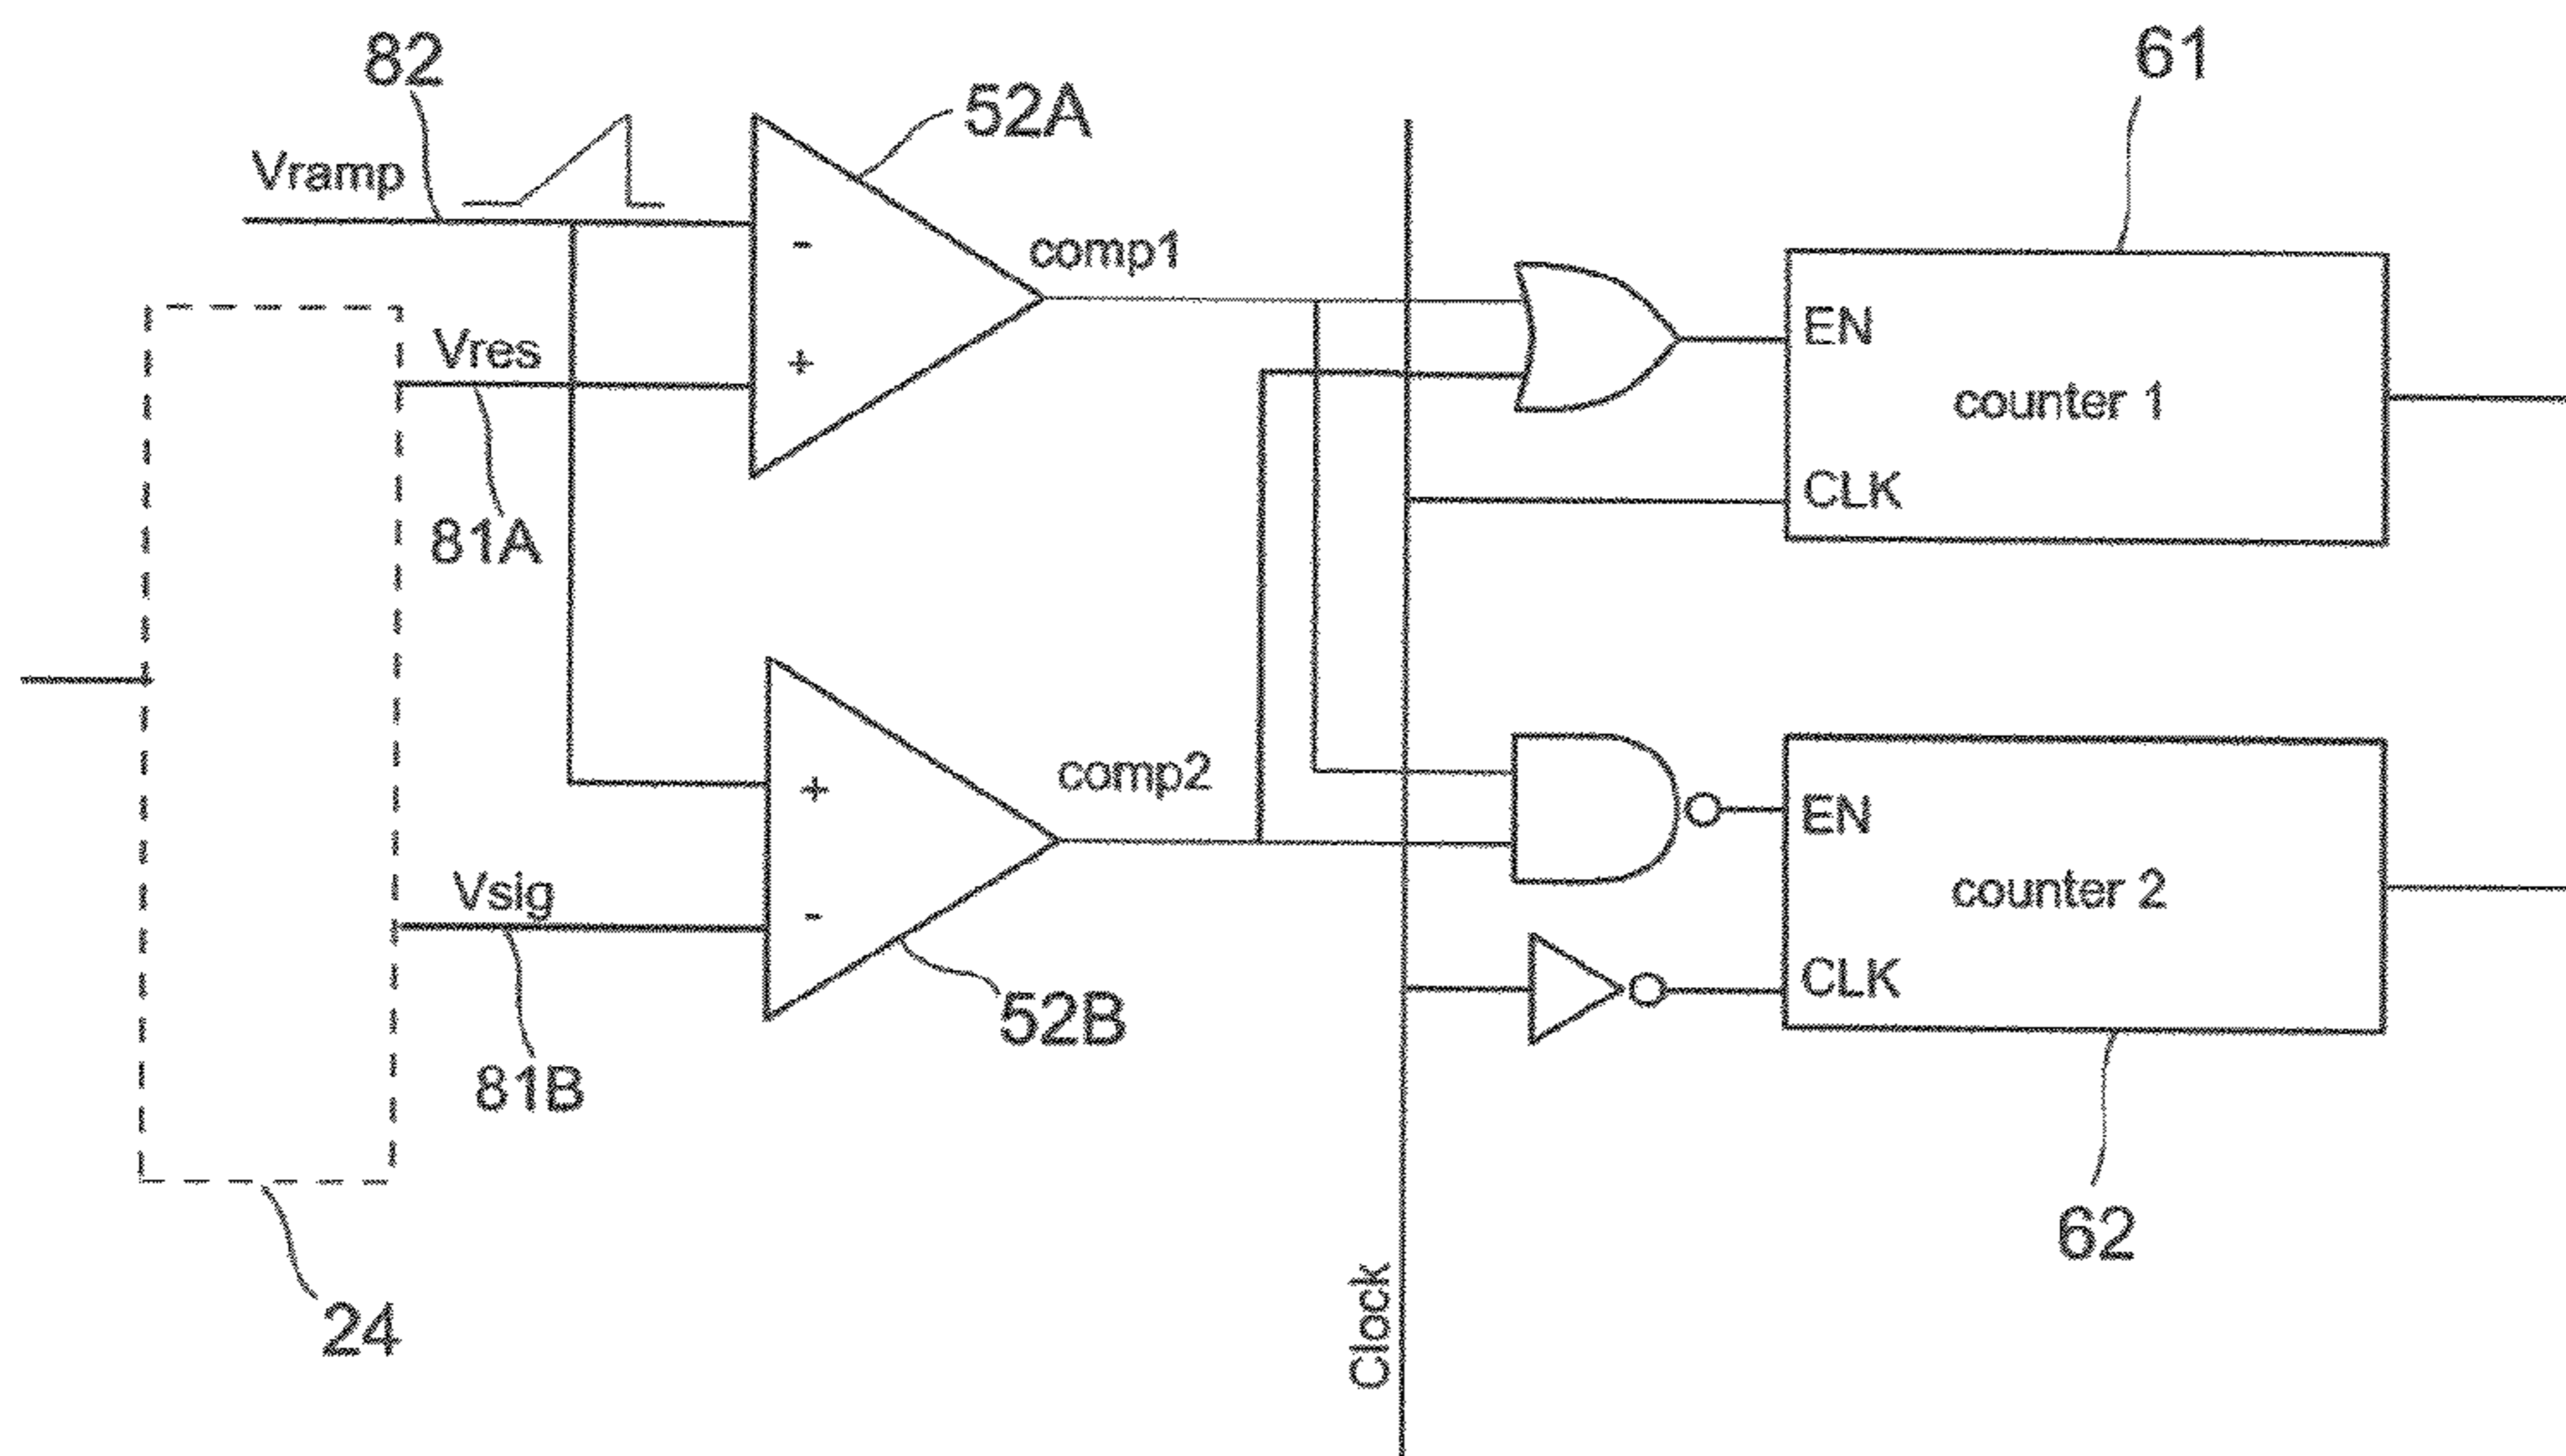 82
61
52A
Vramp
-
comp1
EN
Vres
+
counter 1
CLK
81A
+
comp2
EN
Vsig
-
counter 2
CLK
52B
81B
62
24
Clock